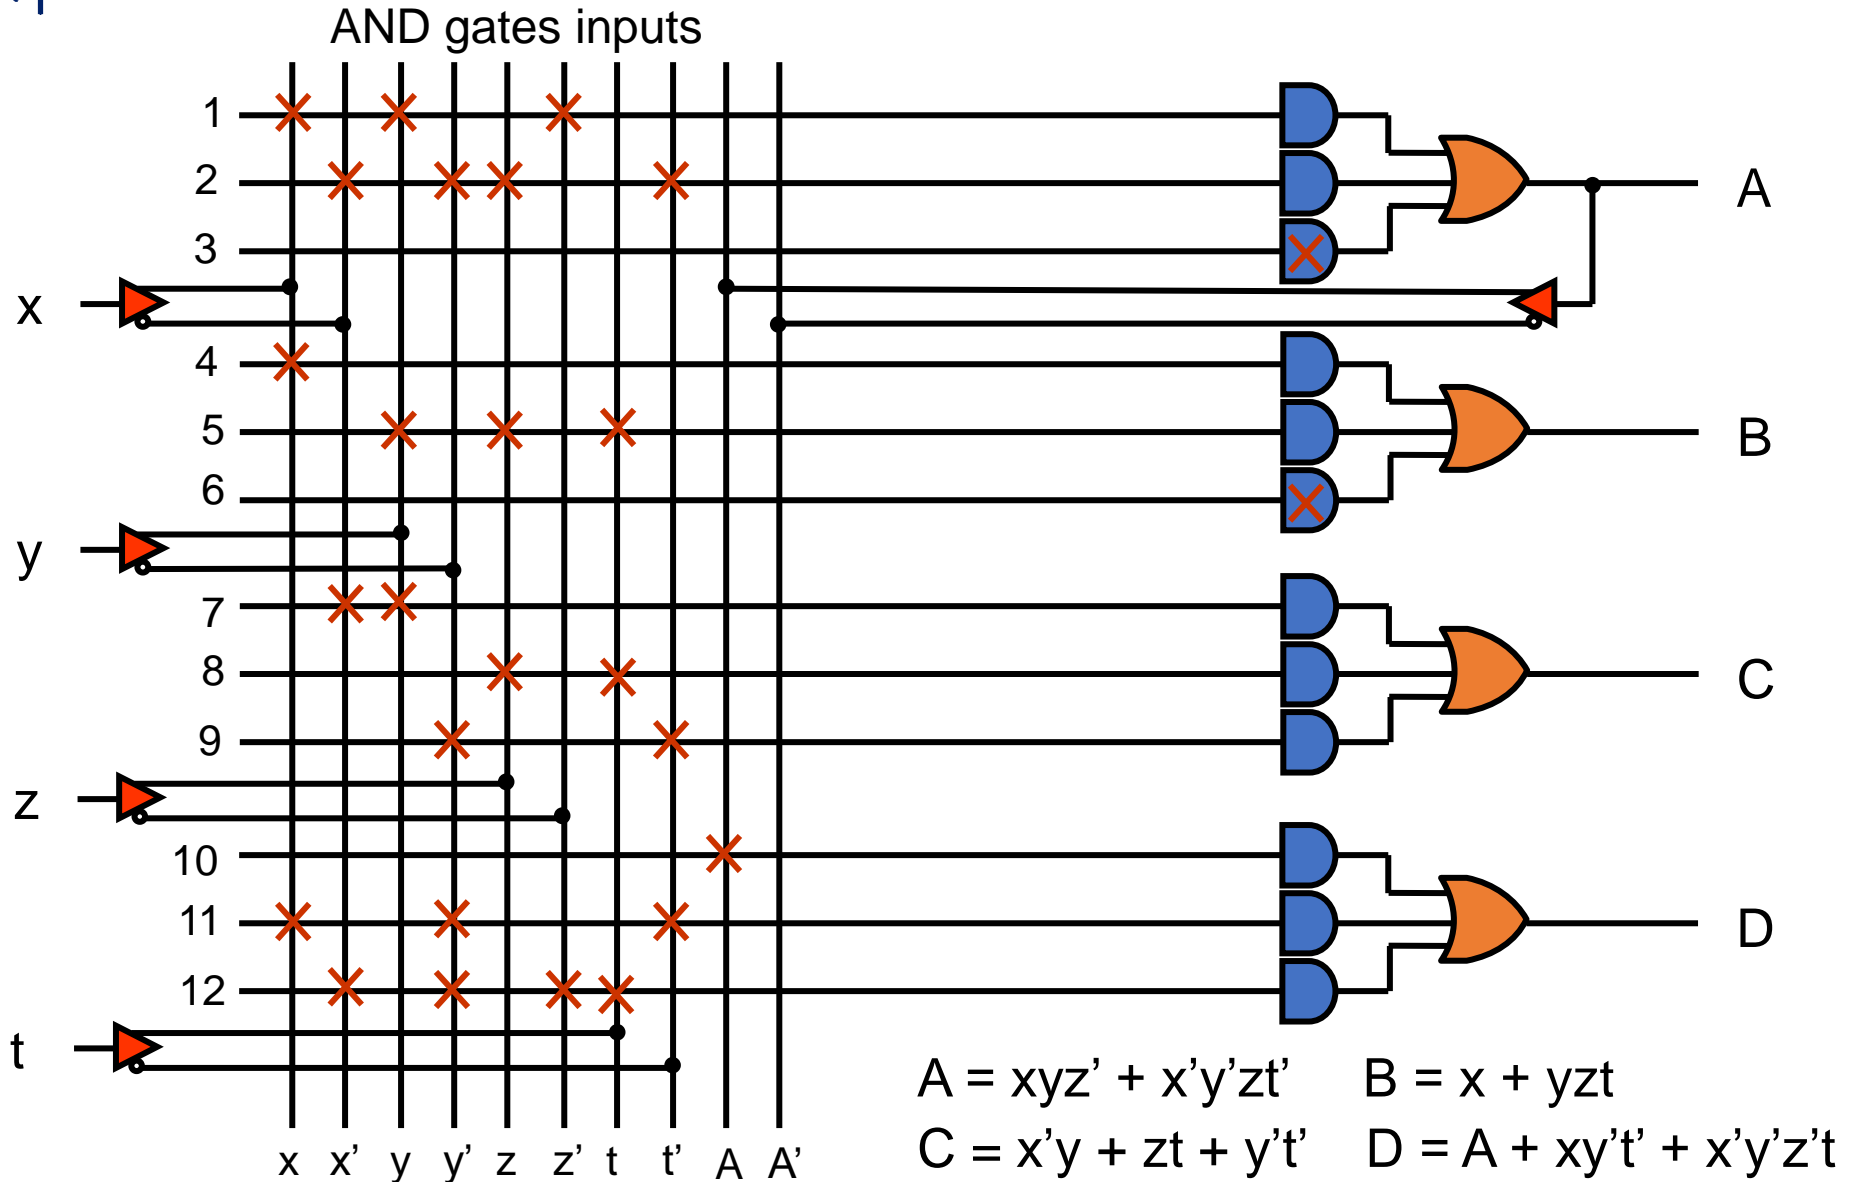 AND gates inputs
1
2
A
3
x
4
5
B
6
y
7
8
C
9
z
10
11
D
12
t
A = xyz’ + x’y’zt’ B = x + yzt
C = x’y + zt + y’t’ D = A + xy’t’ + x’y’z’t
x x’ y y’ z z’ t t’ A A’